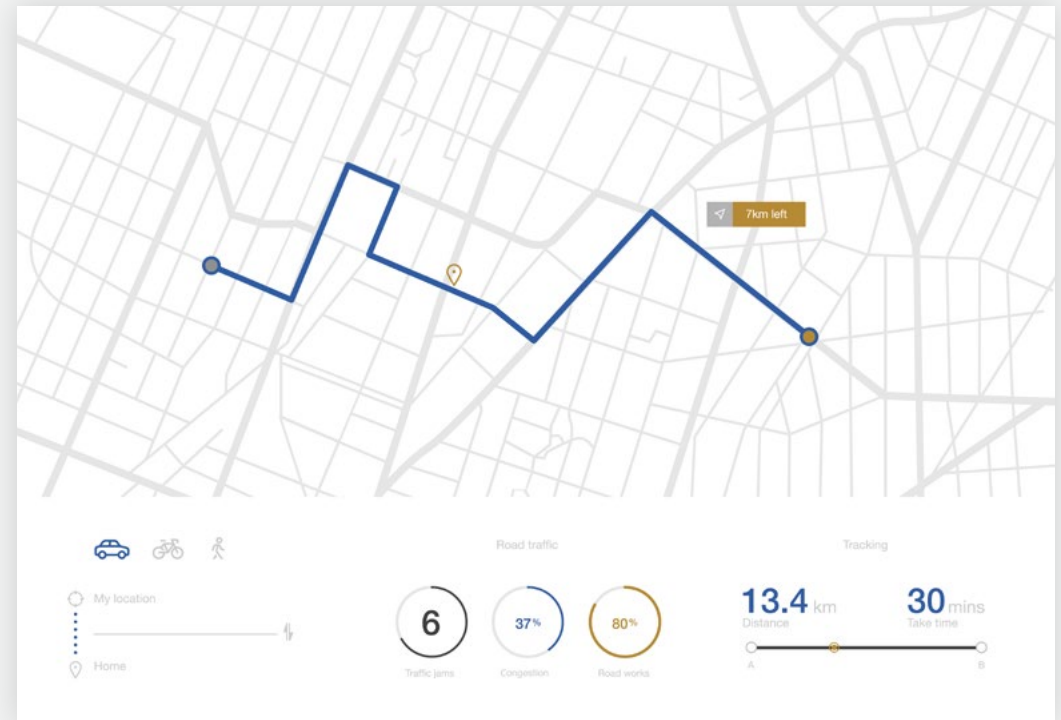 7km left
My location
Home
Road traffic
6
Traffic jams
37%
Congestion
80%
Road works
Tracking
13.4 km
Distance
30 mins
Take time
A
B